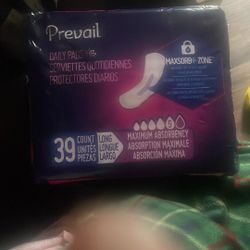 Prevail
DAILY PADS
SERVIETTES QUOTIDIENNES
PROTECTORES DIARIOS
MAXSORB ZONE
39
COUNT
UNITÉS
PIEZAS
LONG
LONGUE
LARGO
MAXIMUM ABSORBENCY
ABSORPTION MAXIMALE
ABSORCIÓN MÁXIMA